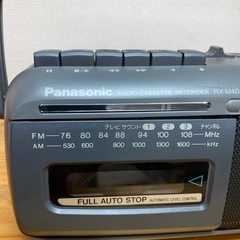 Panasonic RADIO CASSETTE RECORDER RX-M40
テレビサウンド 1 2 3 チャンネル
FM 76 80 84 88 94 100 108 MHz
AM 530 600 800 1000 1300 1600 kHz
FULL AUTO STOP AUTOMATIC LEVEL CONTROL